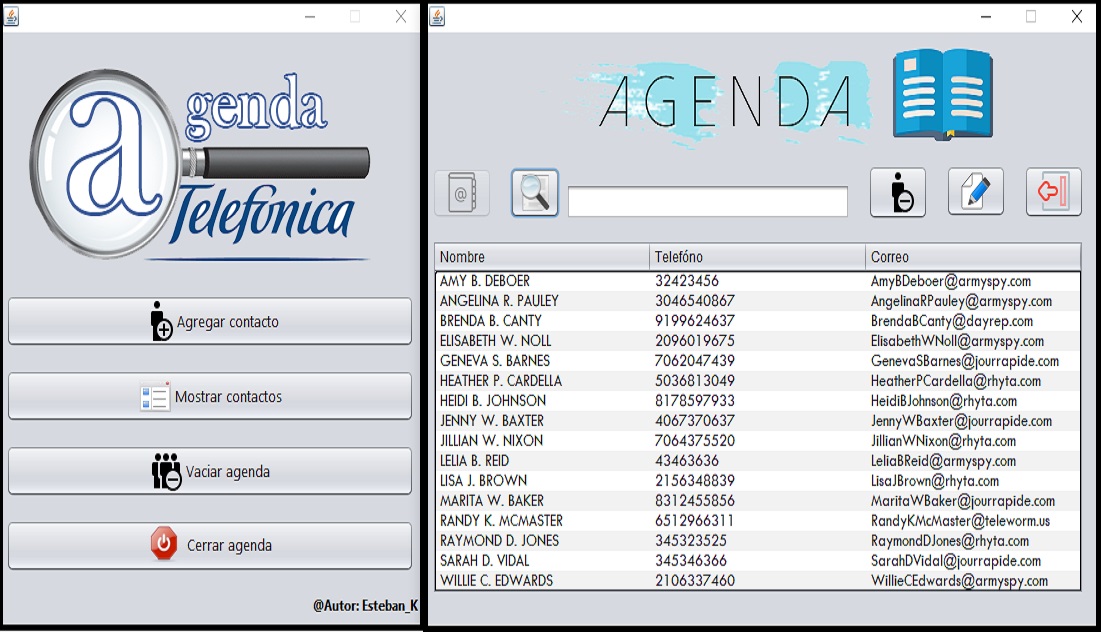 agenda
Telefónica
Agregar contacto
Mostrar contactos
Vaciar agenda
Cerrar agenda
@Autor: Esteban_K
AGENDA
@
Nombre Telefóno Correo
AMY B. DEBOER 32423456 AmyBDeboer@armyspy.com
ANGELINA R. PAULEY 3046540867 AngelinaRPauley@armyspy.com
BRENDA B. CANTY 9199624637 BrendaBCanty@dayrep.com
ELISABETH W. NOLL 2096019675 ElisabethWNoll@armyspy.com
GENEVA S. BARNES 7062047439 GenevaSBarnes@jourrapide.com
HEATHER P. CARDELLA 5036813049 HeatherPCardella@rhyta.com
HEIDI B. JOHNSON 8178597933 HeidiBJohnson@rhyta.com
JENNY W. BAXTER 4067370637 JennyWBaxter@jourrapide.com
JILLIAN W. NIXON 7064375520 JillianWNixon@rhyta.com
LELIA B. REID 43463636 LeliaBReid@armyspy.com
LISA J. BROWN 2156348839 LisaJBrown@rhyta.com
MARITA W. BAKER 8312455856 MaritaWBaker@jourrapide.com
RANDY K. MCMASTER 6512966311 RandyKMcMaster@teleworm.us
RAYMOND D. JONES 345323525 RaymondDJones@rhyta.com
SARAH D. VIDAL 345346366 SarahDVidal@jourrapide.com
WILLIE C. EDWARDS 2106337460 WillieCEdwards@armyspy.com